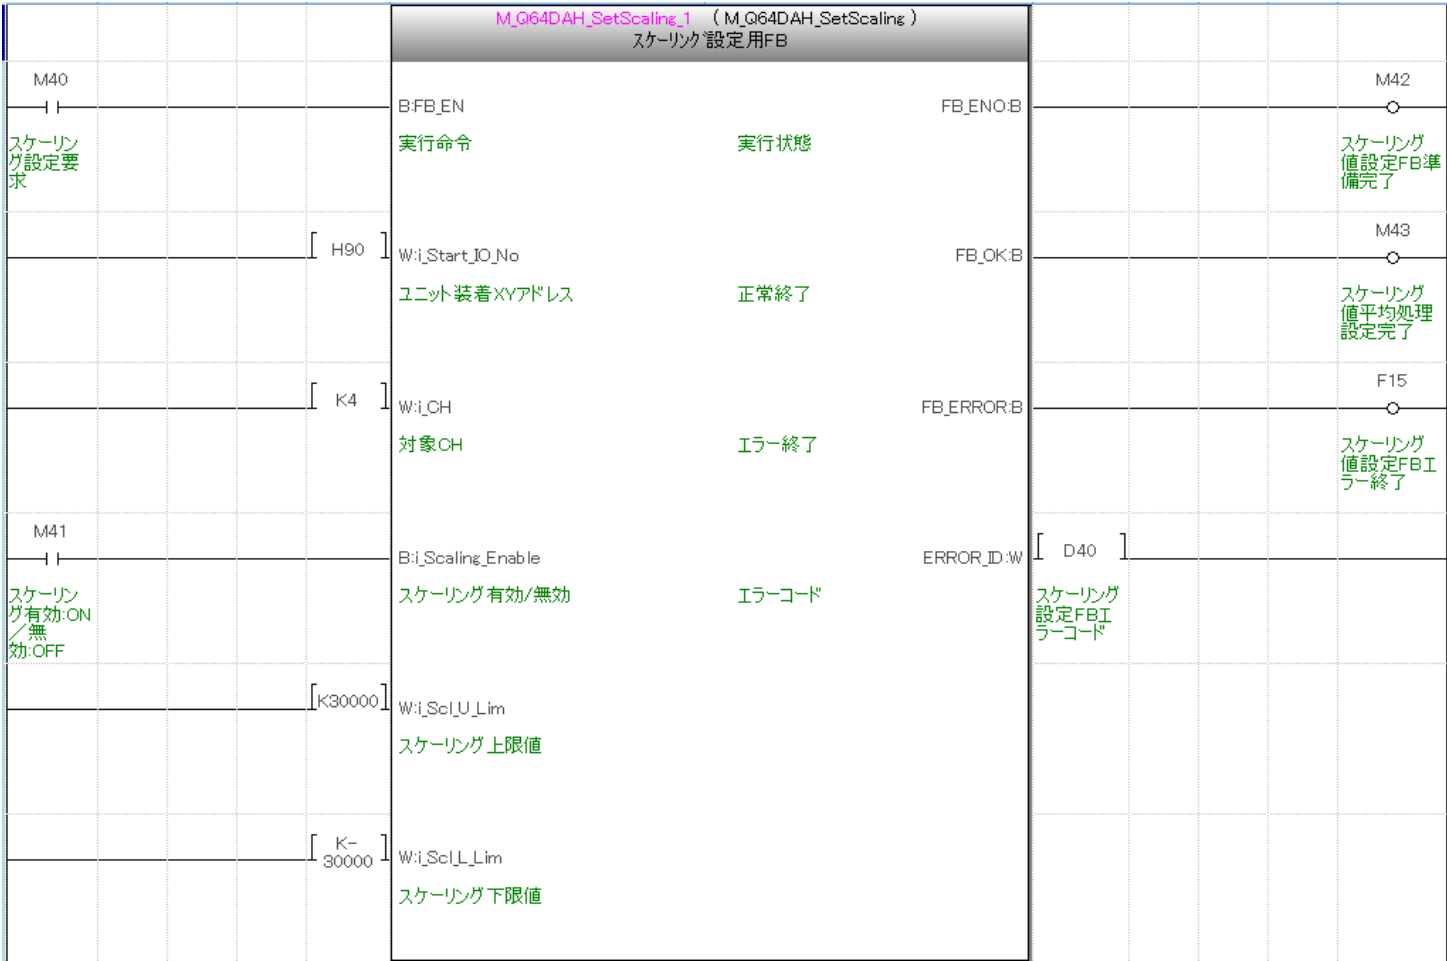 M_Q64DAH_SetScaling_1 (M_Q64DAH_SetScaling)
スケーリング設定用FB
M40
B:FB_EN
FB_ENO:B
M42
スケーリン
グ設定要
求
実行命令
実行状態
スケーリング
値設定FB準
備完了
H90
W:i_Start_IO_No
FB_OK:B
M43
ユニット装着XYアドレス
正常終了
スケーリング
値平均処理
設定完了
K4
W:i_CH
FB_ERROR:B
F15
対象CH
エラー終了
スケーリング
値設定FBエ
ラー終了
M41
B:i_Scaling_Enable
ERROR_ID:W
D40
スケーリン
グ有効:ON
/無
効:OFF
スケーリング有効/無効
エラーコード
スケーリング
設定FBエ
ラーコード
K30000
W:i_Scl_U_Lim
スケーリング上限値
K-
30000
W:i_Scl_L_Lim
スケーリング下限値